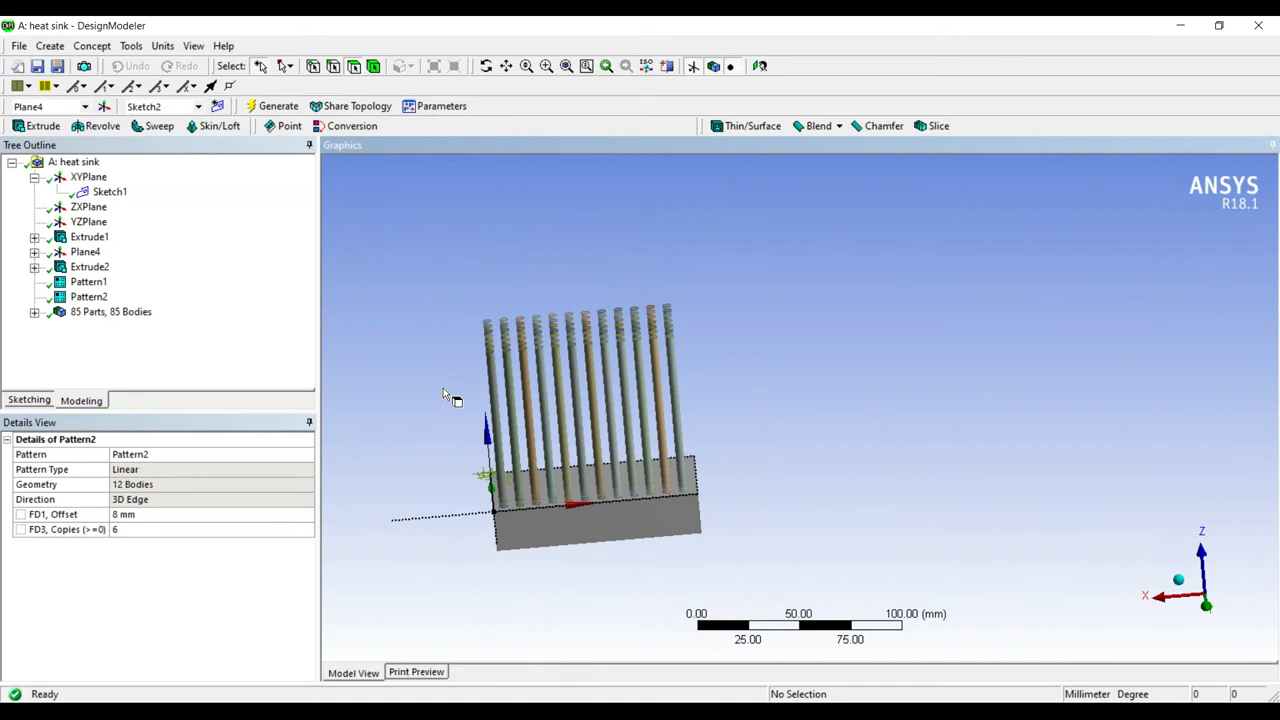 A: heat sink - DesignModeler
File Create Concept Tools Units View Help
Undo Redo Select: ISO
Plane4 Sketch2 Generate Share Topology Parameters
Extrude Revolve Sweep Skin/Loft Point Conversion Thin/Surface Blend Chamfer Slice
Tree Outline
A: heat sink
XYPlane
Sketch1
ZXPlane
YZPlane
Extrude1
Plane4
Extrude2
Pattern1
Pattern2
85 Parts, 85 Bodies
Sketching Modeling
Details View
Details of Pattern2
Pattern Pattern2
Pattern Type Linear
Geometry 12 Bodies
Direction 3D Edge
FD1, Offset 8 mm
FD3, Copies (>=0) 6
Graphics
ANSYS
R18.1
Z
X
0.00 50.00 100.00 (mm)
25.00 75.00
Model View Print Preview
Ready No Selection Millimeter Degree 0 0